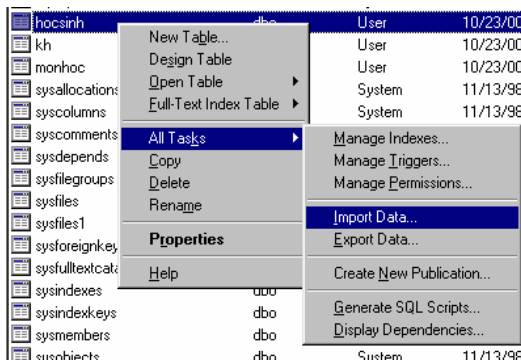 hocsinh dbo User 10/23/00
kh User 10/23/00
monhoc User 10/23/00
sysallocations System 11/13/98
syscolumns System 11/13/98
syscomments
sysdepends
sysfilegroups
sysfiles
sysfiles1
sysforeignkey
sysfulltextcata
sysindexes dbo
sysindexkeys dbo
sysmembers dbo
sysobjects dbo System 11/13/98
New Table...
Design Table
Open Table
Full-Text Index Table
All Tasks
Copy
Delete
Rename
Properties
Help
Manage Indexes...
Manage Triggers...
Manage Permissions...
Import Data...
Export Data...
Create New Publication...
Generate SQL Scripts...
Display Dependencies...